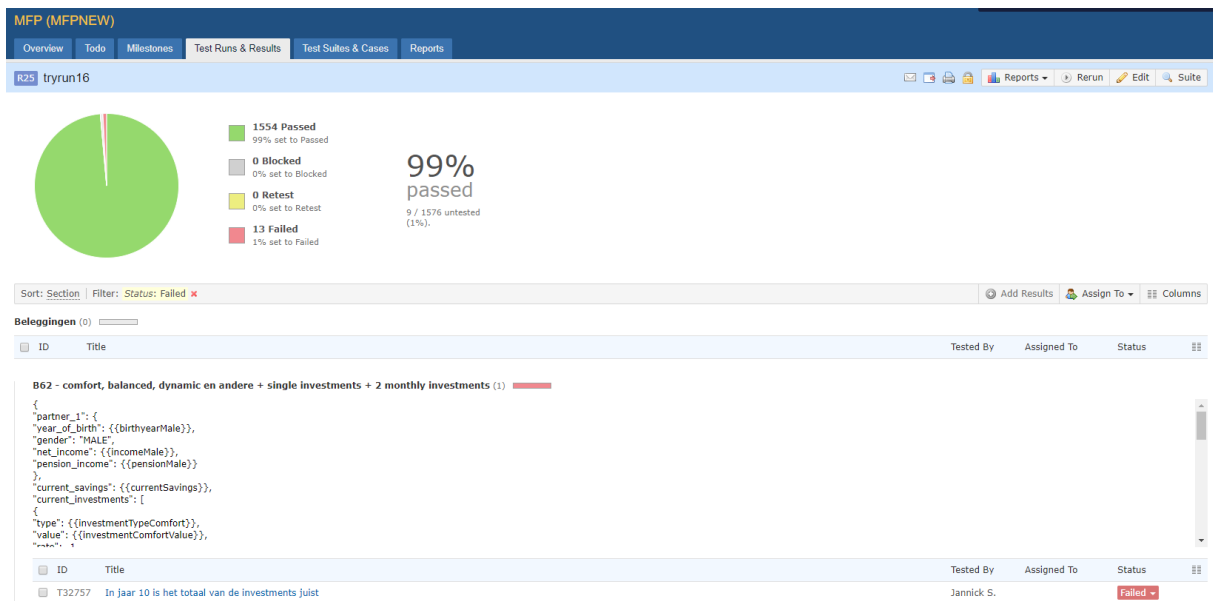 MFP (MFPNEW)
Overview Todo Milestones Test Runs & Results Test Suites & Cases Reports
R25 tryrun16 Reports Rerun Edit Suite
1554 Passed
99% set to Passed
0 Blocked
0% set to Blocked
0 Retest
0% set to Retest
13 Failed
1% set to Failed
99%
passed
9 / 1576 untested
(1%).
Sort: Section Filter: Status: Failed Add Results Assign To Columns
Beleggingen (0)
ID Title Tested By Assigned To Status
B62 - comfort, balanced, dynamic en andere + single investments + 2 monthly investments (1)
{
"partner_1": {
"year_of_birth": {{birthyearMale}},
"gender": "MALE",
"net_income": {{incomeMale}},
"pension_income": {{pensionMale}}
},
"current_savings": {{currentSavings}},
"current_investments": [
{
"type": {{investmentTypeComfort}},
"value": {{investmentComfortValue}},
"rate": -1
ID Title Tested By Assigned To Status
T32757 In jaar 10 is het totaal van de investments juist Jannick S. Failed